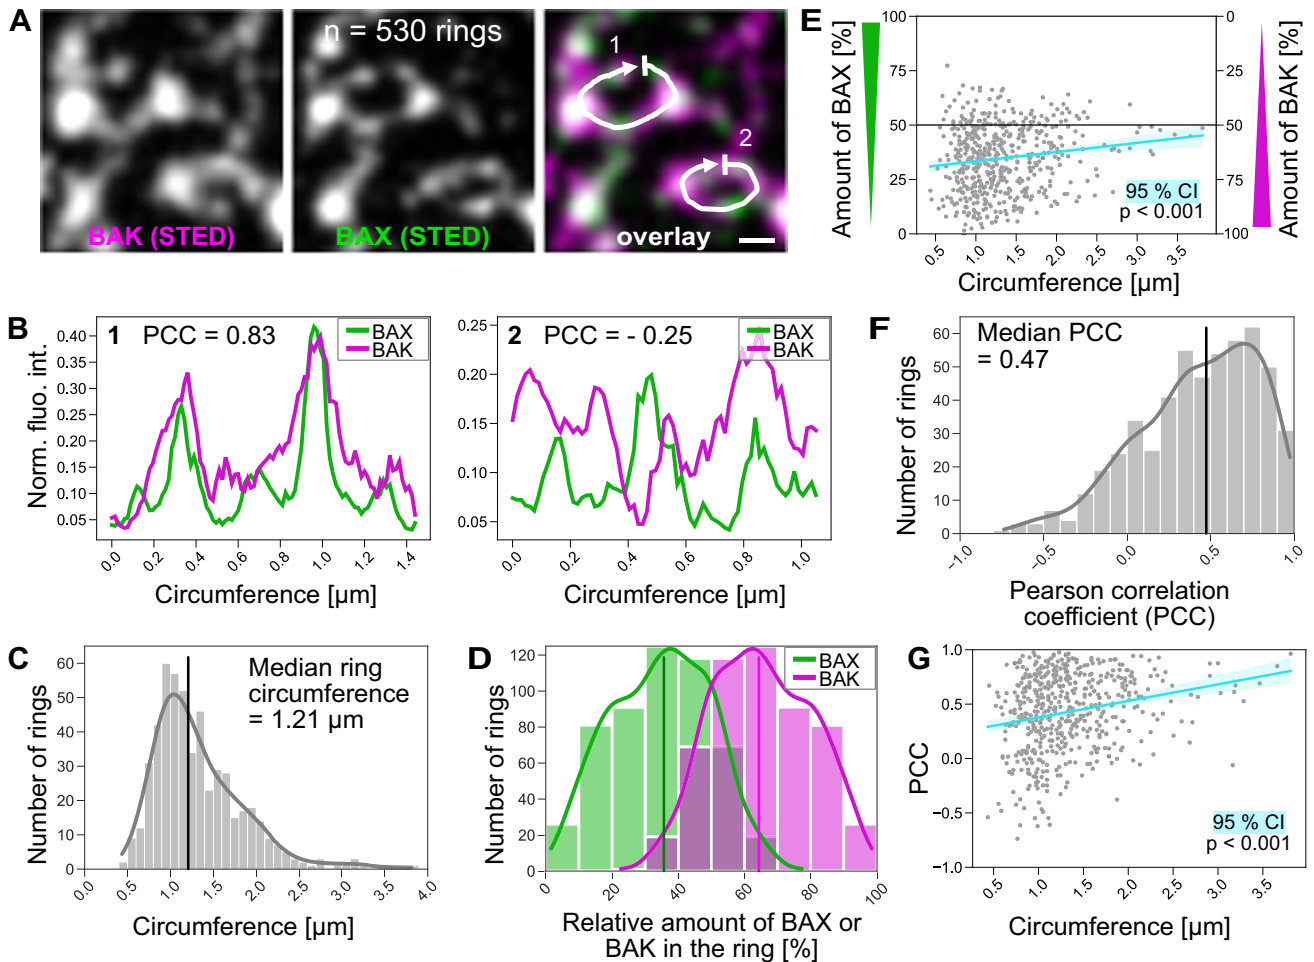 A
n = 530 rings
BAK (STED)
BAX (STED)
1
2
overlay
B
1 PCC = 0.83
BAX
BAK
Norm. fluo. int.
0.40
0.35
0.30
0.25
0.20
0.15
0.10
0.05
0.0 0.2 0.4 0.6 0.8 1.0 1.2 1.4
Circumference [µm]
2 PCC = - 0.25
BAX
BAK
0.25
0.20
0.15
0.10
0.05
0.0 0.2 0.4 0.6 0.8 1.0
Circumference [µm]
C
Median ring
circumference
= 1.21 µm
Number of rings
60
50
40
30
20
10
0
0.0 0.5 1.0 1.5 2.0 2.5 3.0 3.5 4.0
Circumference [µm]
D
BAX
BAK
Number of rings
120
100
80
60
40
20
0
0 20 40 60 80 100
Relative amount of BAX or
BAK in the ring [%]
E
Amount of BAX [%]
100
75
50
25
0
0
25
50
75
100
Amount of BAK [%]
95 % CI
p < 0.001
0.5 1.0 1.5 2.0 2.5 3.0 3.5
Circumference [µm]
F
Median PCC
= 0.47
Number of rings
60
50
40
30
20
10
0
−1.0 −0.5 0.0 0.5 1.0
Pearson correlation
coefficient (PCC)
G
PCC
1.0
0.5
0.0
−0.5
−1.0
95 % CI
p < 0.001
0.5 1.0 1.5 2.0 2.5 3.0 3.5
Circumference [µm]